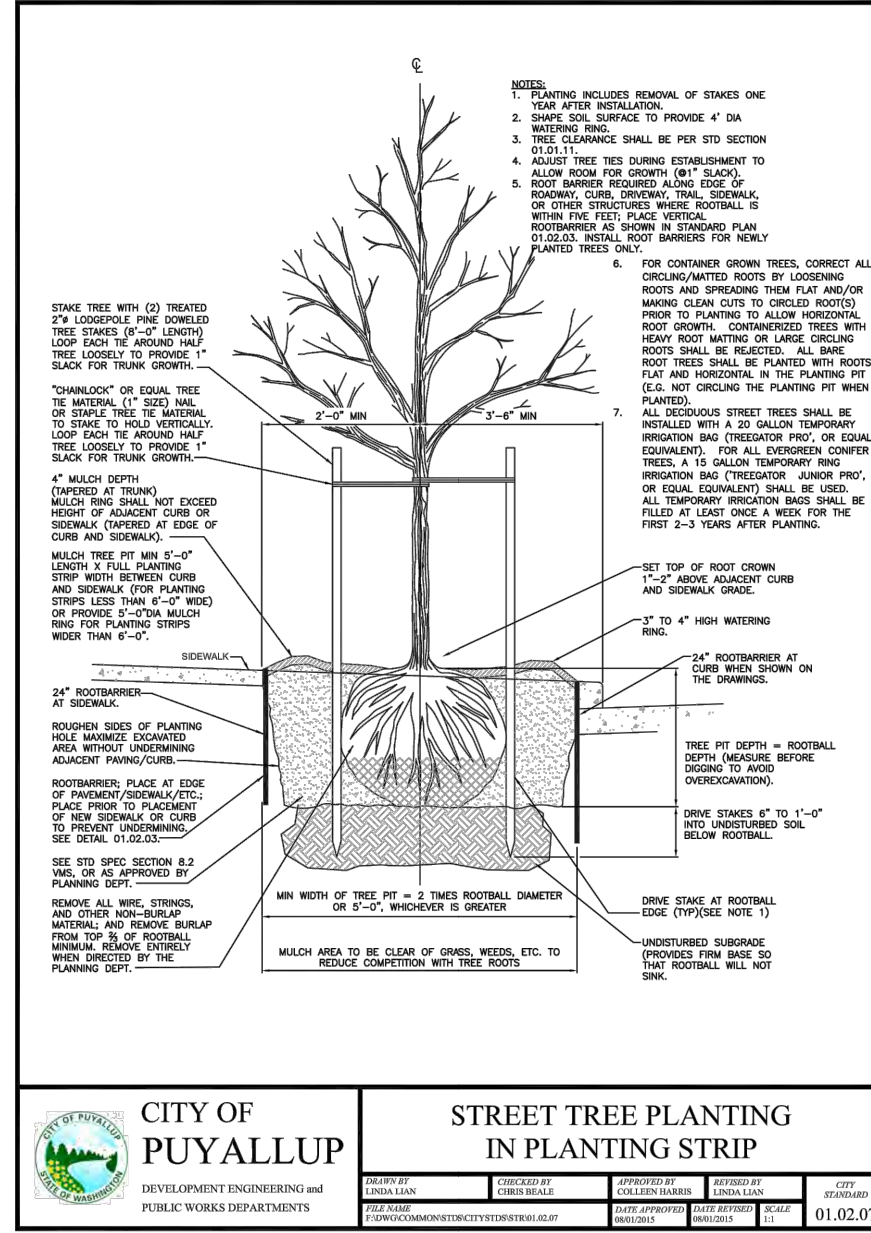 ℄
NOTES:
1. PLANTING INCLUDES REMOVAL OF STAKES ONE
YEAR AFTER INSTALLATION.
2. SHAPE SOIL SURFACE TO PROVIDE 4' DIA
WATERING RING.
3. TREE CLEARANCE SHALL BE PER STD SECTION
01.01.11.
4. ADJUST TREE TIES DURING ESTABLISHMENT TO
ALLOW ROOM FOR GROWTH (@1" SLACK).
5. ROOT BARRIER REQUIRED ALONG EDGE OF
ROADWAY, CURB, DRIVEWAY, TRAIL, SIDEWALK,
OR OTHER STRUCTURES WHERE ROOTBALL IS
WITHIN FIVE FEET; PLACE VERTICAL
ROOTBARRIER AS SHOWN IN STANDARD PLAN
01.02.03. INSTALL ROOT BARRIERS FOR NEWLY
PLANTED TREES ONLY.
6. FOR CONTAINER GROWN TREES, CORRECT ALL
CIRCLING/MATTED ROOTS BY LOOSENING
ROOTS AND SPREADING THEM FLAT AND/OR
MAKING CLEAN CUTS TO CIRCLED ROOT(S)
PRIOR TO PLANTING TO ALLOW HORIZONTAL
ROOT GROWTH. CONTAINERIZED TREES WITH
HEAVY ROOT MATTING OR LARGE CIRCLING
ROOTS SHALL BE REJECTED. ALL BARE
ROOT TREES SHALL BE PLANTED WITH ROOTS
FLAT AND HORIZONTAL IN THE PLANTING PIT
(E.G. NOT CIRCLING THE PLANTING PIT WHEN
PLANTED).
7. ALL DECIDUOUS STREET TREES SHALL BE
INSTALLED WITH A 20 GALLON TEMPORARY
IRRIGATION BAG (TREEGATOR PRO', OR EQUAL
EQUIVALENT). FOR ALL EVERGREEN CONIFER
TREES, A 15 GALLON TEMPORARY RING
IRRIGATION BAG ('TREEGATOR JUNIOR PRO',
OR EQUAL EQUIVALENT) SHALL BE USED.
ALL TEMPORARY IRRIGATION BAGS SHALL BE
FILLED AT LEAST ONCE A WEEK FOR THE
FIRST 2-3 YEARS AFTER PLANTING.
STAKE TREE WITH (2) TREATED
2"ø LODGEPOLE PINE DOWELED
TREE STAKES (8'-0" LENGTH)
LOOP EACH TIE AROUND HALF
TREE LOOSELY TO PROVIDE 1"
SLACK FOR TRUNK GROWTH.
"CHAINLOCK" OR EQUAL TREE
TIE MATERIAL (1" SIZE) NAIL
OR STAPLE TREE TIE MATERIAL
TO STAKE TO HOLD VERTICALLY.
LOOP EACH TIE AROUND HALF
TREE LOOSELY TO PROVIDE 1"
SLACK FOR TRUNK GROWTH.
4" MULCH DEPTH
(TAPERED AT TRUNK)
MULCH RING SHALL NOT EXCEED
HEIGHT OF ADJACENT CURB OR
SIDEWALK (TAPERED AT EDGE OF
CURB AND SIDEWALK).
MULCH TREE PIT MIN 5'-0"
LENGTH X FULL PLANTING
STRIP WIDTH BETWEEN CURB
AND SIDEWALK (FOR PLANTING
STRIPS LESS THAN 6'-0" WIDE)
OR PROVIDE 5'-0"DIA MULCH
RING FOR PLANTING STRIPS
WIDER THAN 6'-0".
SIDEWALK
24" ROOTBARRIER
AT SIDEWALK.
ROUGHEN SIDES OF PLANTING
HOLE MAXIMIZE EXCAVATED
AREA WITHOUT UNDERMINING
ADJACENT PAVING/CURB.
ROOTBARRIER; PLACE AT EDGE
OF PAVEMENT/SIDEWALK/ETC.;
PLACE PRIOR TO PLACEMENT
OF NEW SIDEWALK OR CURB
TO PREVENT UNDERMINING.
SEE DETAIL 01.02.03.
SEE STD SPEC SECTION 8.2
VMS, OR AS APPROVED BY
PLANNING DEPT.
REMOVE ALL WIRE, STRINGS,
AND OTHER NON-BURLAP
MATERIAL; AND REMOVE BURLAP
FROM TOP ⅔ OF ROOTBALL
MINIMUM. REMOVE ENTIRELY
WHEN DIRECTED BY THE
PLANNING DEPT.
2'-0" MIN
3'-6" MIN
SET TOP OF ROOT CROWN
1"-2" ABOVE ADJACENT CURB
AND SIDEWALK GRADE.
3" TO 4" HIGH WATERING
RING.
24" ROOTBARRIER AT
CURB WHEN SHOWN ON
THE DRAWINGS.
TREE PIT DEPTH = ROOTBALL
DEPTH (MEASURE BEFORE
DIGGING TO AVOID
OVEREXCAVATION).
DRIVE STAKES 6" TO 1'-0"
INTO UNDISTURBED SOIL
BELOW ROOTBALL.
MIN WIDTH OF TREE PIT = 2 TIMES ROOTBALL DIAMETER
OR 5'-0", WHICHEVER IS GREATER
MULCH AREA TO BE CLEAR OF GRASS, WEEDS, ETC. TO
REDUCE COMPETITION WITH TREE ROOTS
DRIVE STAKE AT ROOTBALL
EDGE (TYP)(SEE NOTE 1)
UNDISTURBED SUBGRADE
(PROVIDES FIRM BASE SO
THAT ROOTBALL WILL NOT
SINK.
CITY OF PUYALLUP
STATE OF WASHINGTON
CITY OF
PUYALLUP
DEVELOPMENT ENGINEERING and
PUBLIC WORKS DEPARTMENTS
STREET TREE PLANTING
IN PLANTING STRIP
DRAWN BY
LINDA LIAN
CHECKED BY
CHRIS BEALE
APPROVED BY
COLLEEN HARRIS
REVISED BY
LINDA LIAN
CITY
STANDARD
FILE NAME
F:\DWG\COMMON\STDS\CITYSTDS\STR\01.02.07
DATE APPROVED
08/01/2015
DATE REVISED
08/01/2015
SCALE
1:1
01.02.07